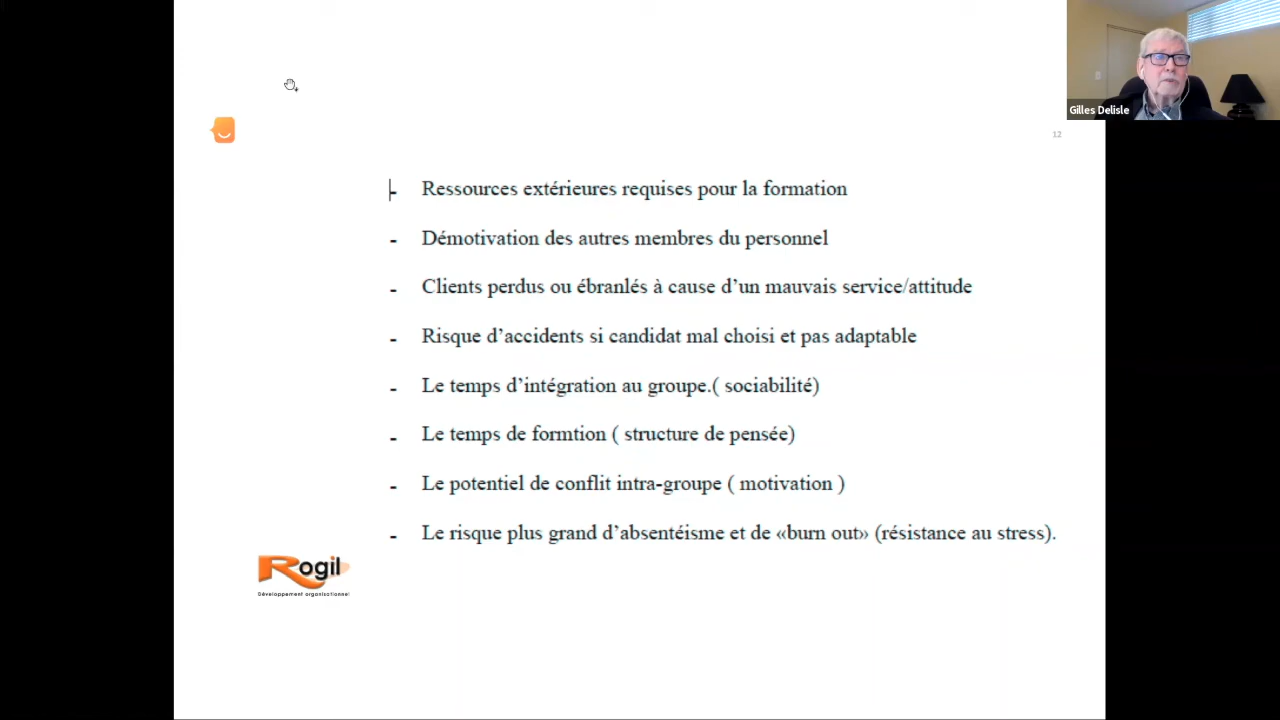 Gilles Delisle
12
- Ressources extérieures requises pour la formation
- Démotivation des autres membres du personnel
- Clients perdus ou ébranlés à cause d’un mauvais service/attitude
- Risque d’accidents si candidat mal choisi et pas adaptable
- Le temps d’intégration au groupe.( sociabilité)
- Le temps de formtion ( structure de pensée)
- Le potentiel de conflit intra-groupe ( motivation )
- Le risque plus grand d’absentéisme et de «burn out» (résistance au stress).
Rogil
Développement organisationnel